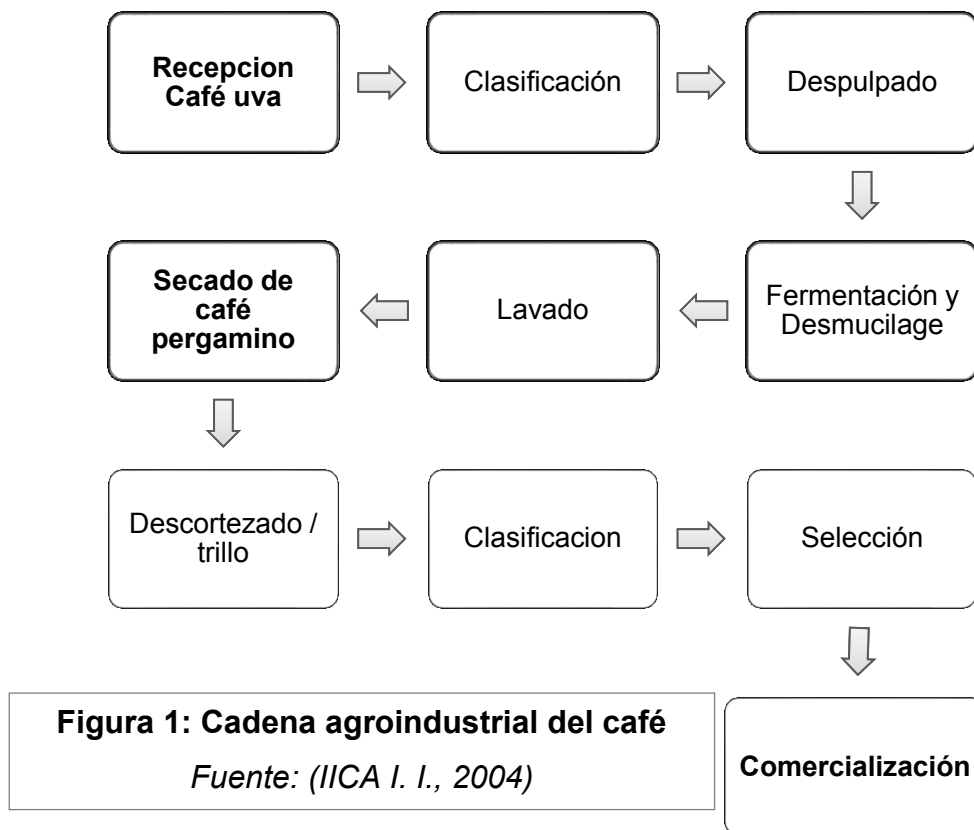 Recepcion
Café uva
Clasificación
Despulpado
Fermentación y
Desmucilage
Lavado
Secado de
café
pergamino
Descortezado /
trillo
Clasificacion
Selección
Comercialización
Figura 1: Cadena agroindustrial del café
Fuente: (IICA I. I., 2004)